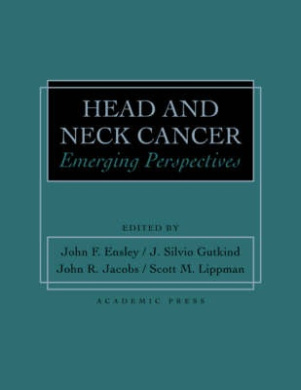 HEAD AND
NECK CANCER
Emerging Perspectives
EDITED BY
John F. Ensley / J. Silvio Gutkind
John R. Jacobs / Scott M. Lippman
ACADEMIC PRESS